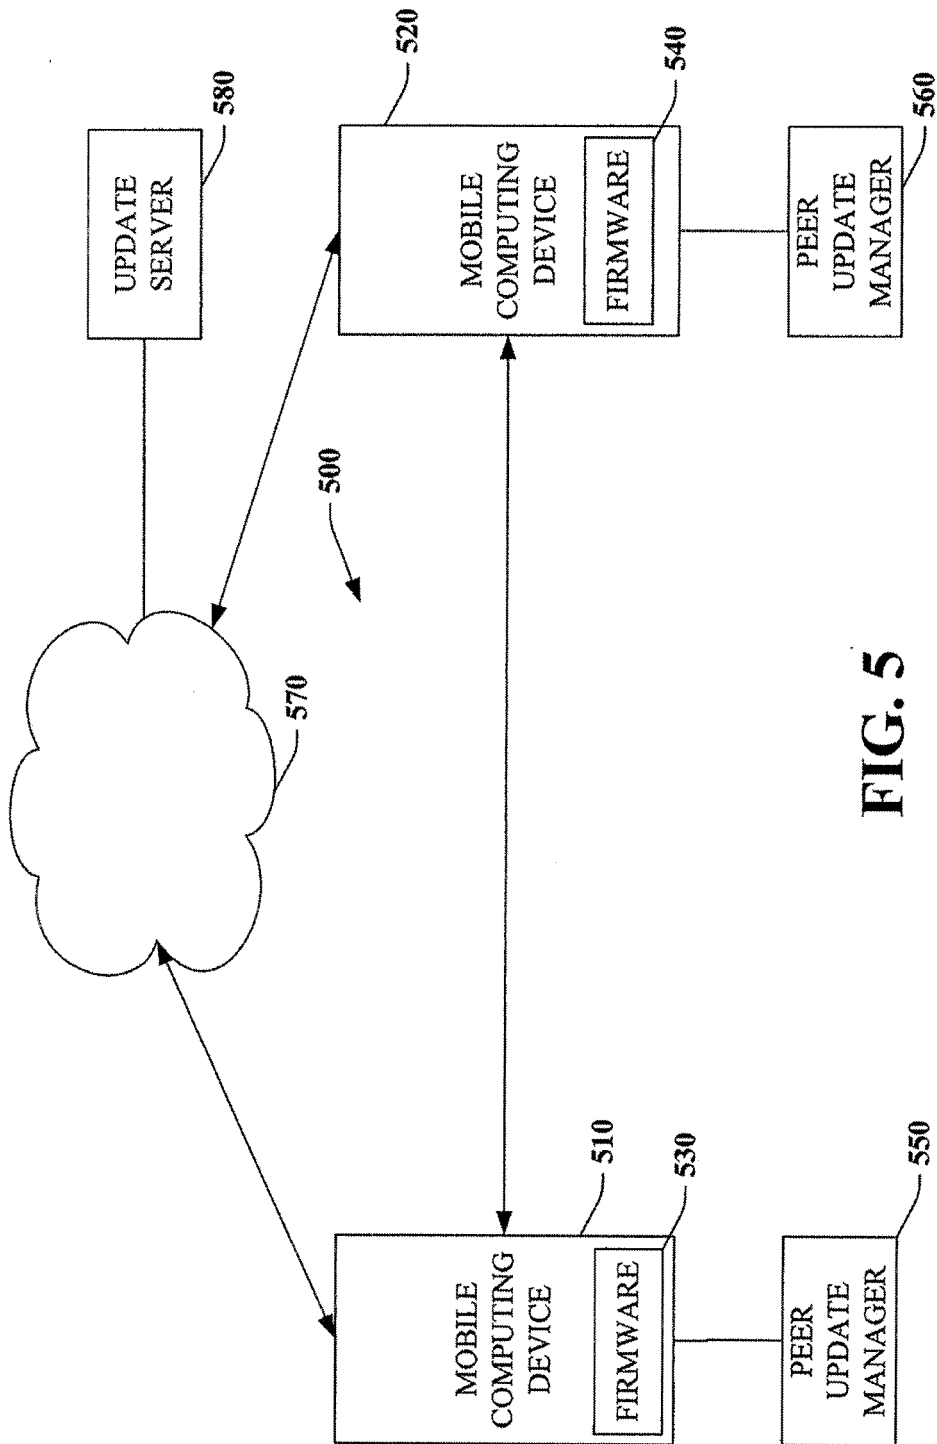 UPDATE
SERVER
580
570
500
MOBILE
COMPUTING
DEVICE
510
FIRMWARE
530
MOBILE
COMPUTING
DEVICE
520
FIRMWARE
540
PEER
UPDATE
MANAGER
550
PEER
UPDATE
MANAGER
560
FIG. 5